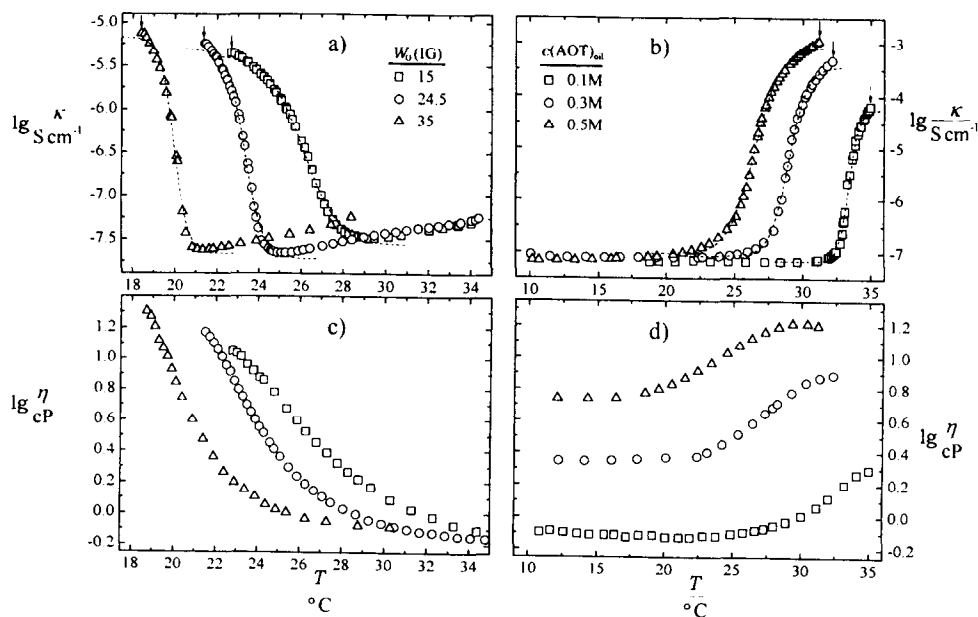 a)
W₀(IG)
□ 15
○ 24.5
△ 35
lg κ / S cm⁻¹
-5.0
-5.5
-6.0
-6.5
-7.0
-7.5
18 20 22 24 26 28 30 32 34
b)
c(AOT)oil
□ 0.1M
○ 0.3M
△ 0.5M
lg κ / S cm⁻¹
-3
-4
-5
-6
-7
10 15 20 25 30 35
c)
lg η / cP
1.2
1.0
0.8
0.6
0.4
0.2
0.0
-0.2
18 20 22 24 26 28 30 32 34
T / °C
d)
lg η / cP
1.2
0.8
0.6
0.4
0.2
0.0
-0.2
10 15 20 25 30 35
T / °C